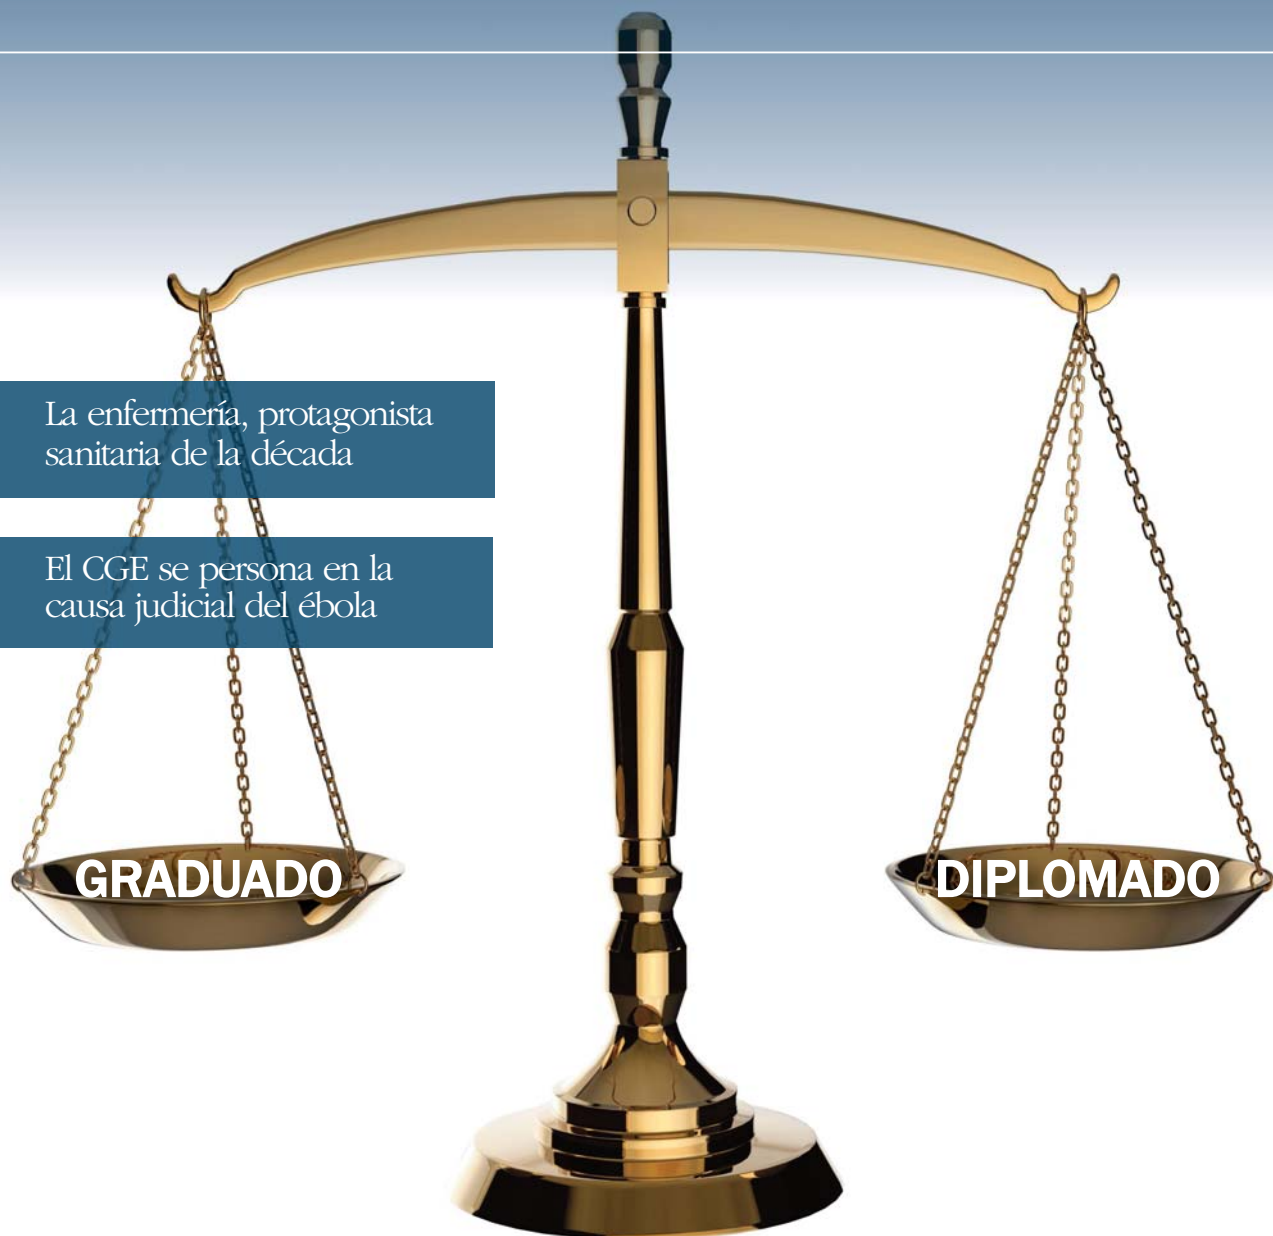 La enfermería, protagonista
sanitaria de la década
El CGE se persona en la
causa judicial del ébola
GRADUADO
DIPLOMADO